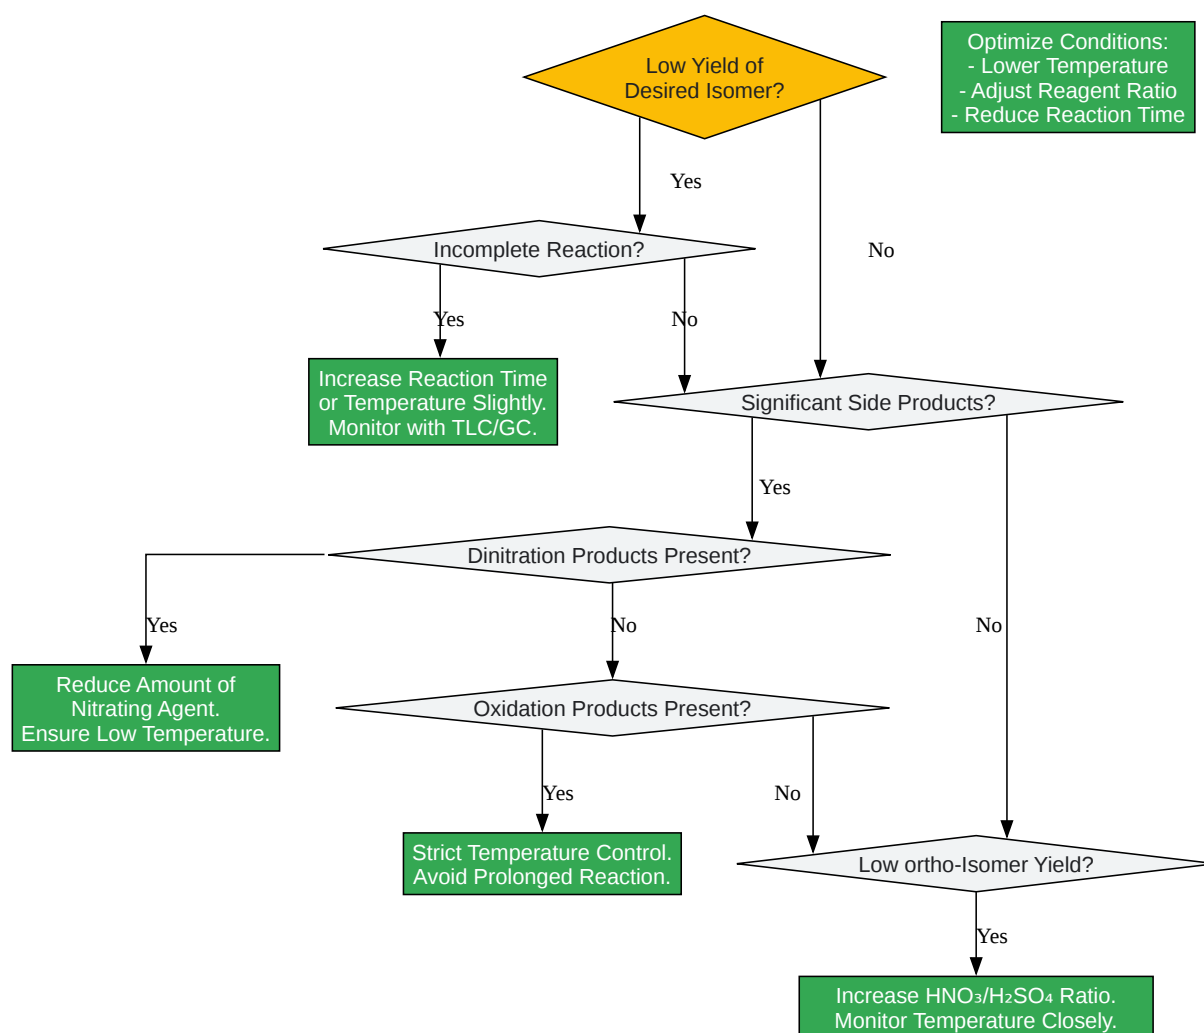 Low Yield of
Desired Isomer?
Optimize Conditions:
- Lower Temperature
- Adjust Reagent Ratio
- Reduce Reaction Time
Yes
No
Incomplete Reaction?
Yes
No
Increase Reaction Time
or Temperature Slightly.
Monitor with TLC/GC.
Significant Side Products?
Yes
Dinitration Products Present?
Yes
No
No
Reduce Amount of
Nitrating Agent.
Ensure Low Temperature.
Oxidation Products Present?
Yes
No
Strict Temperature Control.
Avoid Prolonged Reaction.
Low ortho-Isomer Yield?
Yes
Increase HNO₃/H₂SO₄ Ratio.
Monitor Temperature Closely.